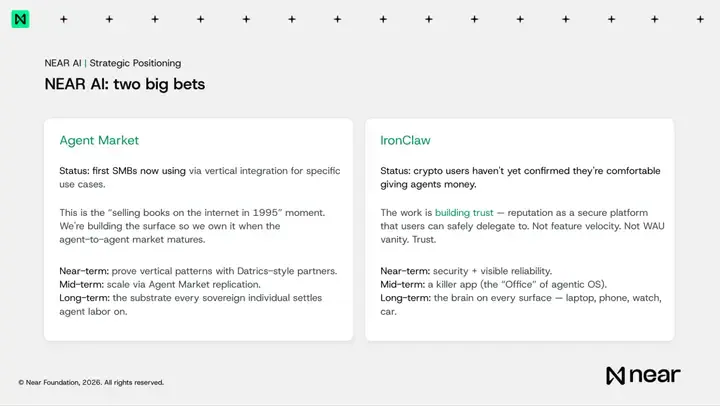 NEAR AI | Strategic Positioning
NEAR AI: two big bets
Agent Market
Status: first SMBs now using via vertical integration for specific
use cases.
This is the “selling books on the internet in 1995” moment.
We're building the surface so we own it when the
agent-to-agent market matures.
Near-term: prove vertical patterns with Datrics-style partners.
Mid-term: scale via Agent Market replication.
Long-term: the substrate every sovereign individual settles
agent labor on.
IronClaw
Status: crypto users haven't yet confirmed they're comfortable
giving agents money.
The work is building trust — reputation as a secure platform
that users can safely delegate to. Not feature velocity. Not WAU
vanity. Trust.
Near-term: security + visible reliability.
Mid-term: a killer app (the “Office” of agentic OS).
Long-term: the brain on every surface — laptop, phone, watch,
car.
© Near Foundation, 2026. All rights reserved.
near